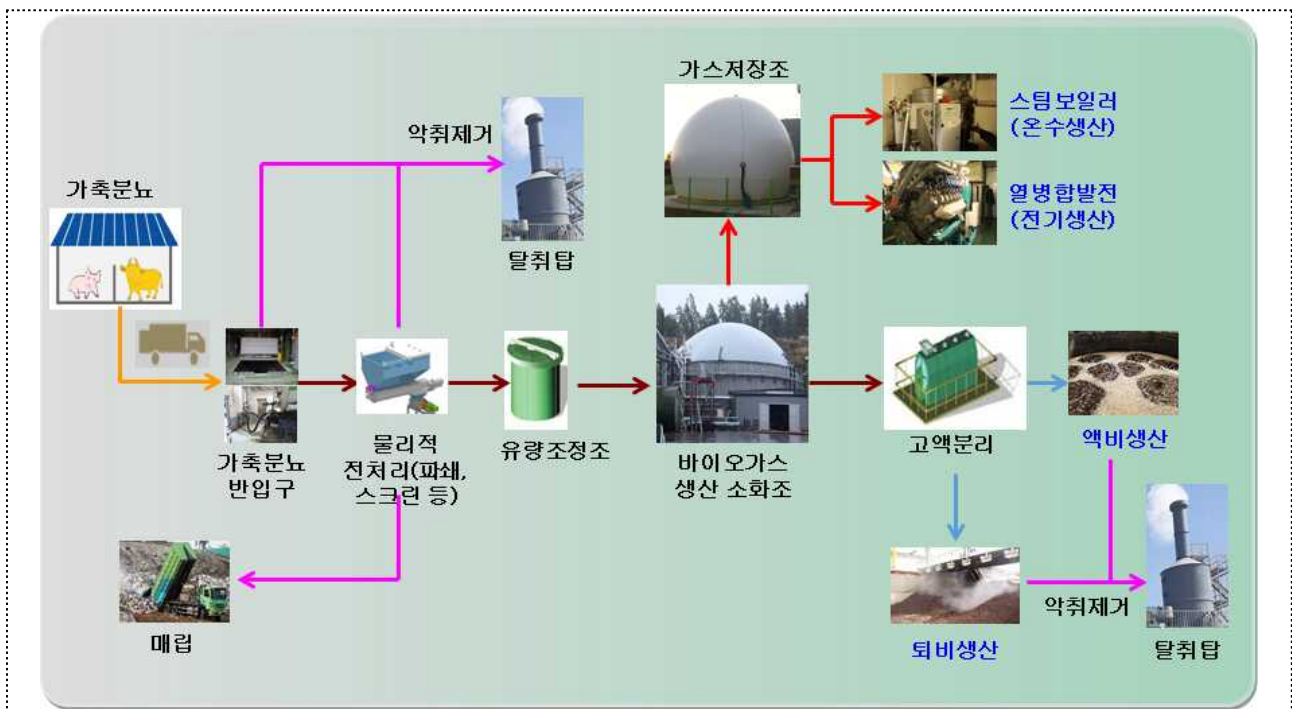 가스저장조
스팀보일러
(온수생산)
악취제거
가축분뇨
열병합발전
(전기생산)
탈취탑
가축분뇨
반입구
물리적
전처리(파쇄,
스크린 등)
유량조정조
바이오가스
생산 소화조
고액분리
액비생산
매립
퇴비생산
악취제거
탈취탑